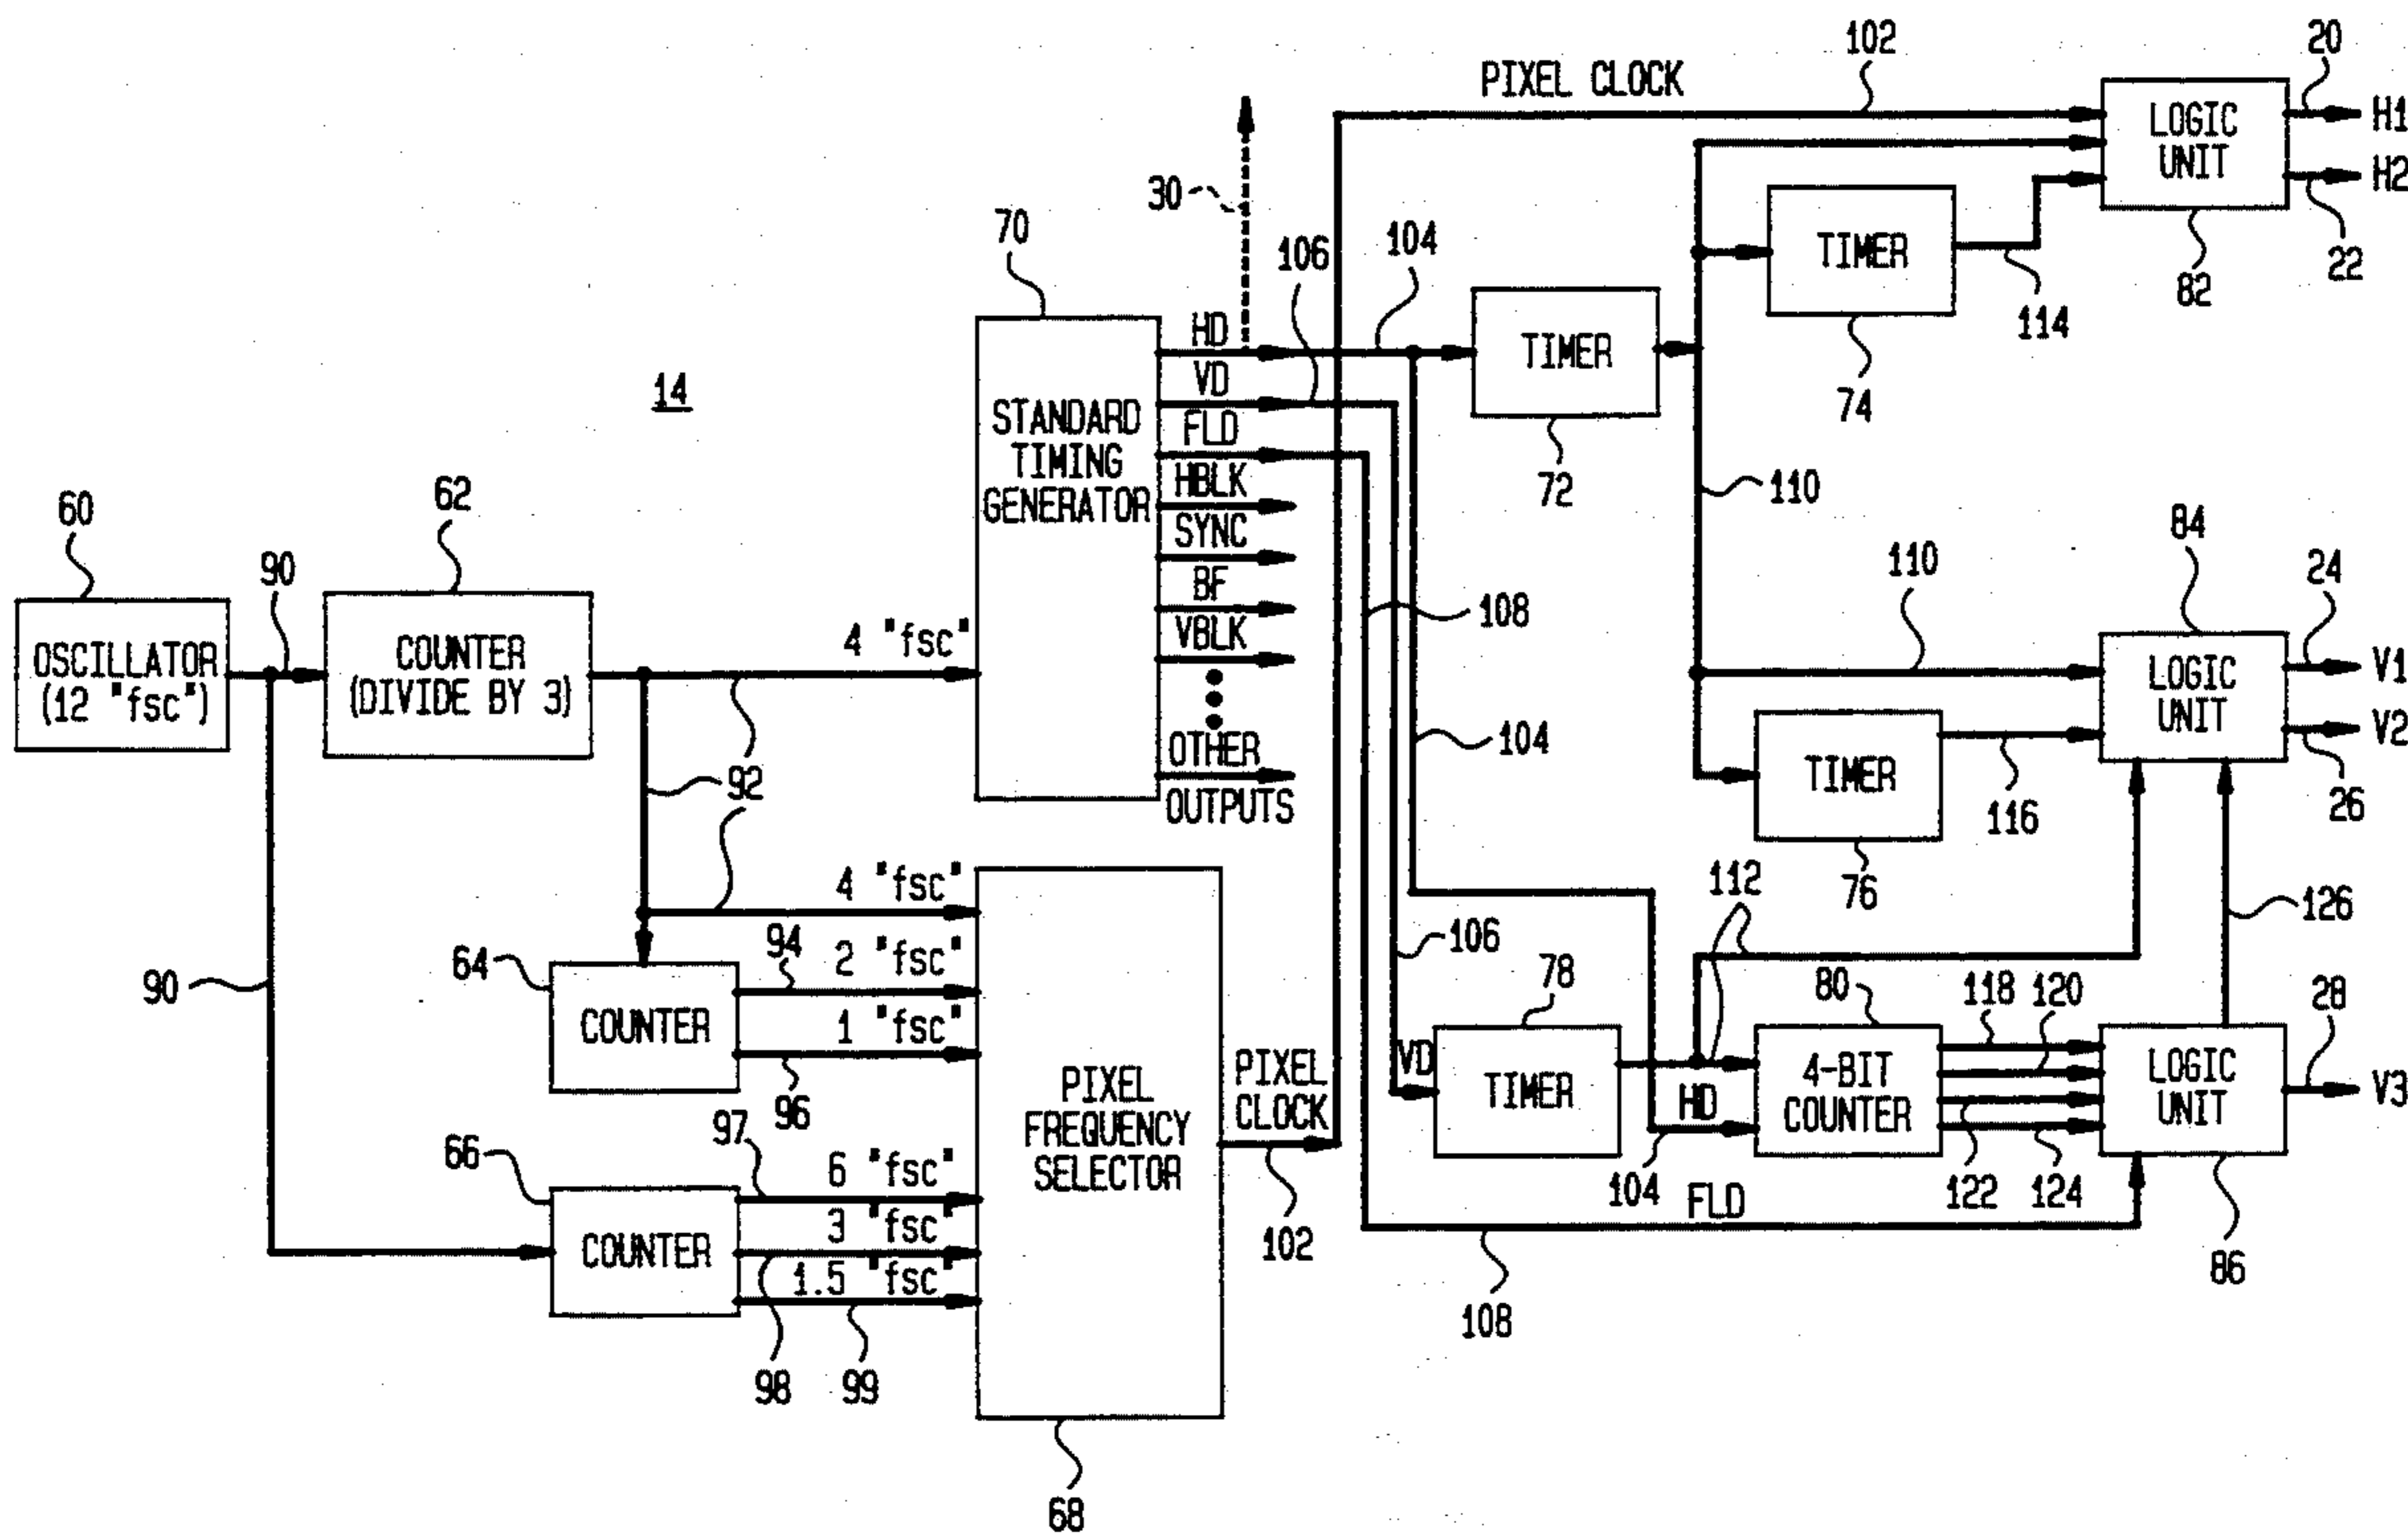 102
20
PIXEL CLOCK
LOGIC
UNIT
H1
H2
30
22
82
70
106
104
TIMER
114
74
HD
VD
FLD
HBLK
SYNC
BF
VBLK
OTHER
OUTPUTS
STANDARD
TIMING
GENERATOR
TIMER
72
110
14
60
90
62
OSCILLATOR
(12 "fsc")
COUNTER
(DIVIDE BY 3)
4 "fsc"
92
108
104
110
84
24
LOGIC
UNIT
V1
V2
26
TIMER
116
76
126
90
4 "fsc"
94
2 "fsc"
1 "fsc"
64
COUNTER
96
97
66
6 "fsc"
3 "fsc"
1.5 "fsc"
COUNTER
98
99
PIXEL
FREQUENCY
SELECTOR
68
PIXEL
CLOCK
102
106
112
78
VD
TIMER
HD
104
80
4-BIT
COUNTER
118
120
122
124
LOGIC
UNIT
28
V3
86
FLD
108